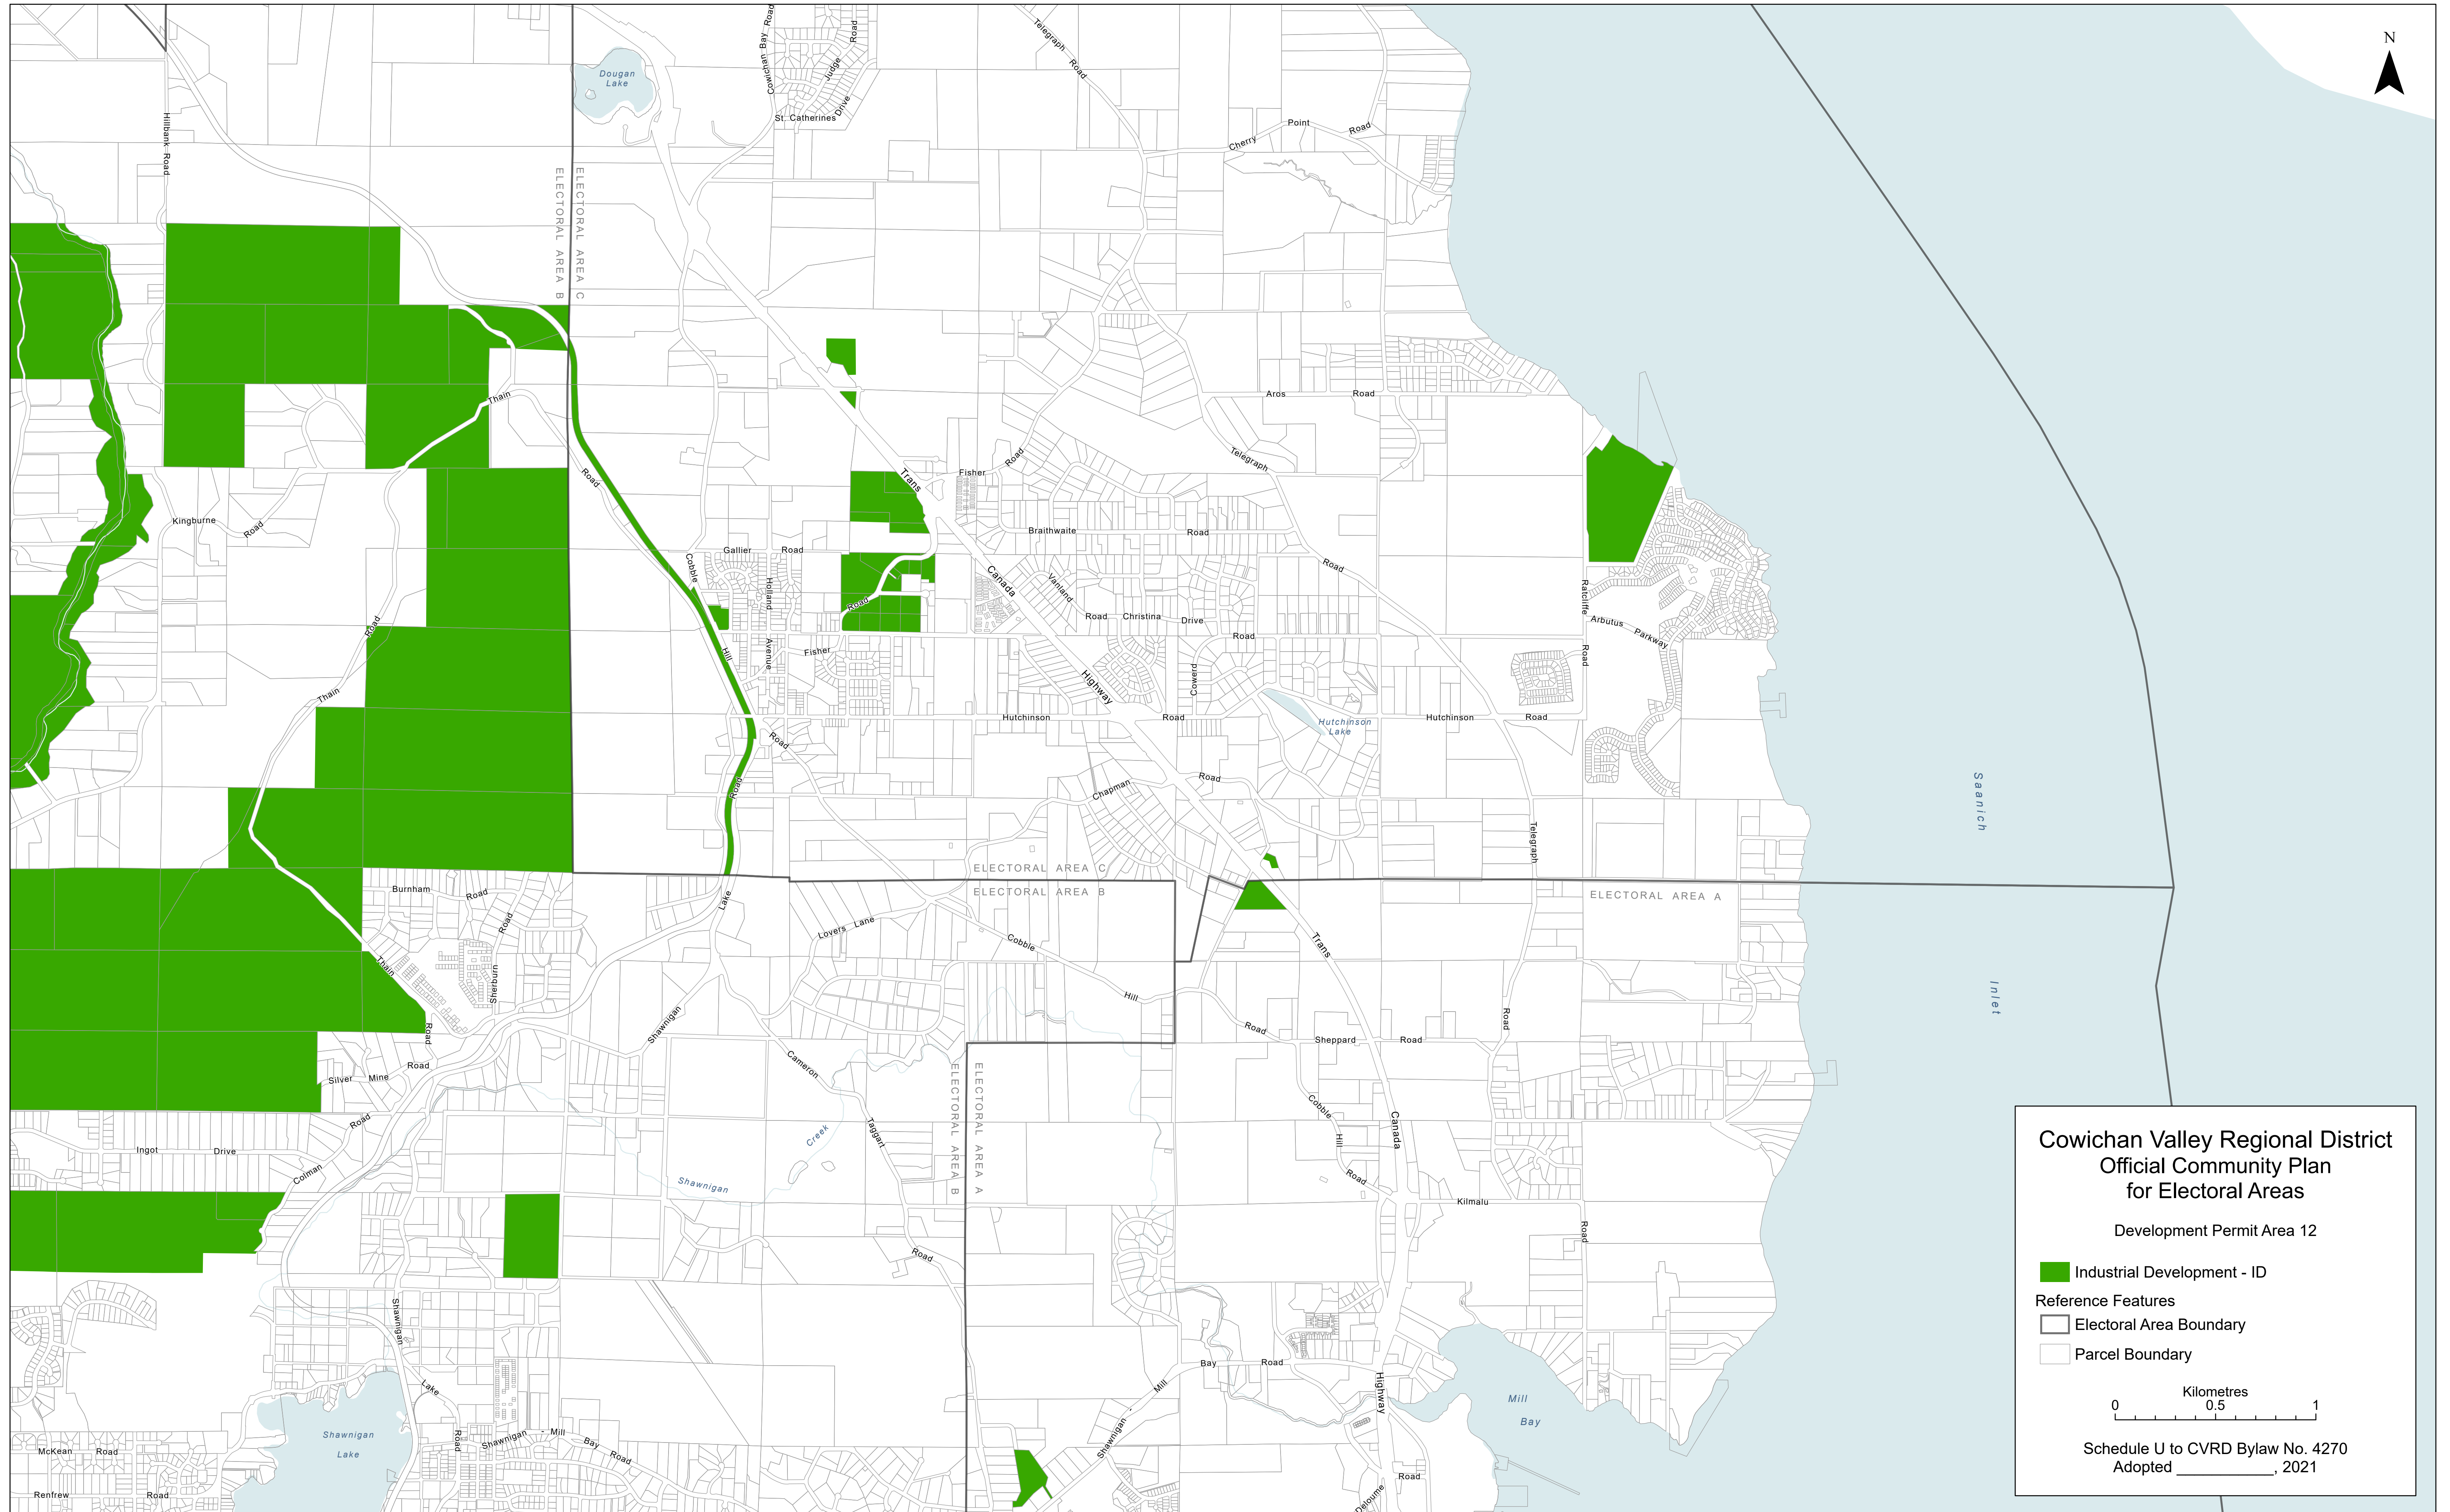 N
Cowichan Bay Road
Judge
Road
St. Catherines
Drive
Telegraph
Road
Cherry
Point
Road
Dougan
Lake
Hillbank Road
ELECTORAL AREA B
ELECTORAL AREA C
Aros
Road
Thain
Road
Trans
Fisher
Road
Telegraph
Kingburne
Road
Braithwaite
Road
Gallier
Road
Cobble
Holland
Canada
Vanland
Road
Road
Christina
Drive
Ratcliffe
Arbutus
Parkway
Road
Road
Road
Hill
Avenue
Fisher
Road
Coward
Highway
Thain
Hutchinson
Road
Hutchinson
Lake
Hutchinson
Road
Road
Road
Chapman
Road
Saanich
Telegraph
ELECTORAL AREA C
ELECTORAL AREA B
ELECTORAL AREA A
Burnham
Road
Road
Lake
Lovers Lane
Cobble
Trans
Thain
Sherburn
Hill
Inlet
Road
Shawnigan
Road
Road
Sheppard
Road
Silver Mine
Road
Cameron
ELECTORAL AREA B
ELECTORAL AREA A
Cobble
Hill
Road
Canada
Road
Creek
Taggart
Ingot
Drive
Colman
Shawnigan
Kilmalu
Road
Road
Shawnigan
Lake
Road
Bay
Road
Mill
-
Shawnigan
Highway
Mill
Bay
Shawnigan
Lake
McKean
Road
Shawnigan
- Mill
Bay
Road
Renfrew
Road
Road
Deloume
Cowichan Valley Regional District
Official Community Plan
for Electoral Areas
Development Permit Area 12
Industrial Development - ID
Reference Features
Electoral Area Boundary
Parcel Boundary
Kilometres
0 0.5 1
Schedule U to CVRD Bylaw No. 4270
Adopted ____________, 2021